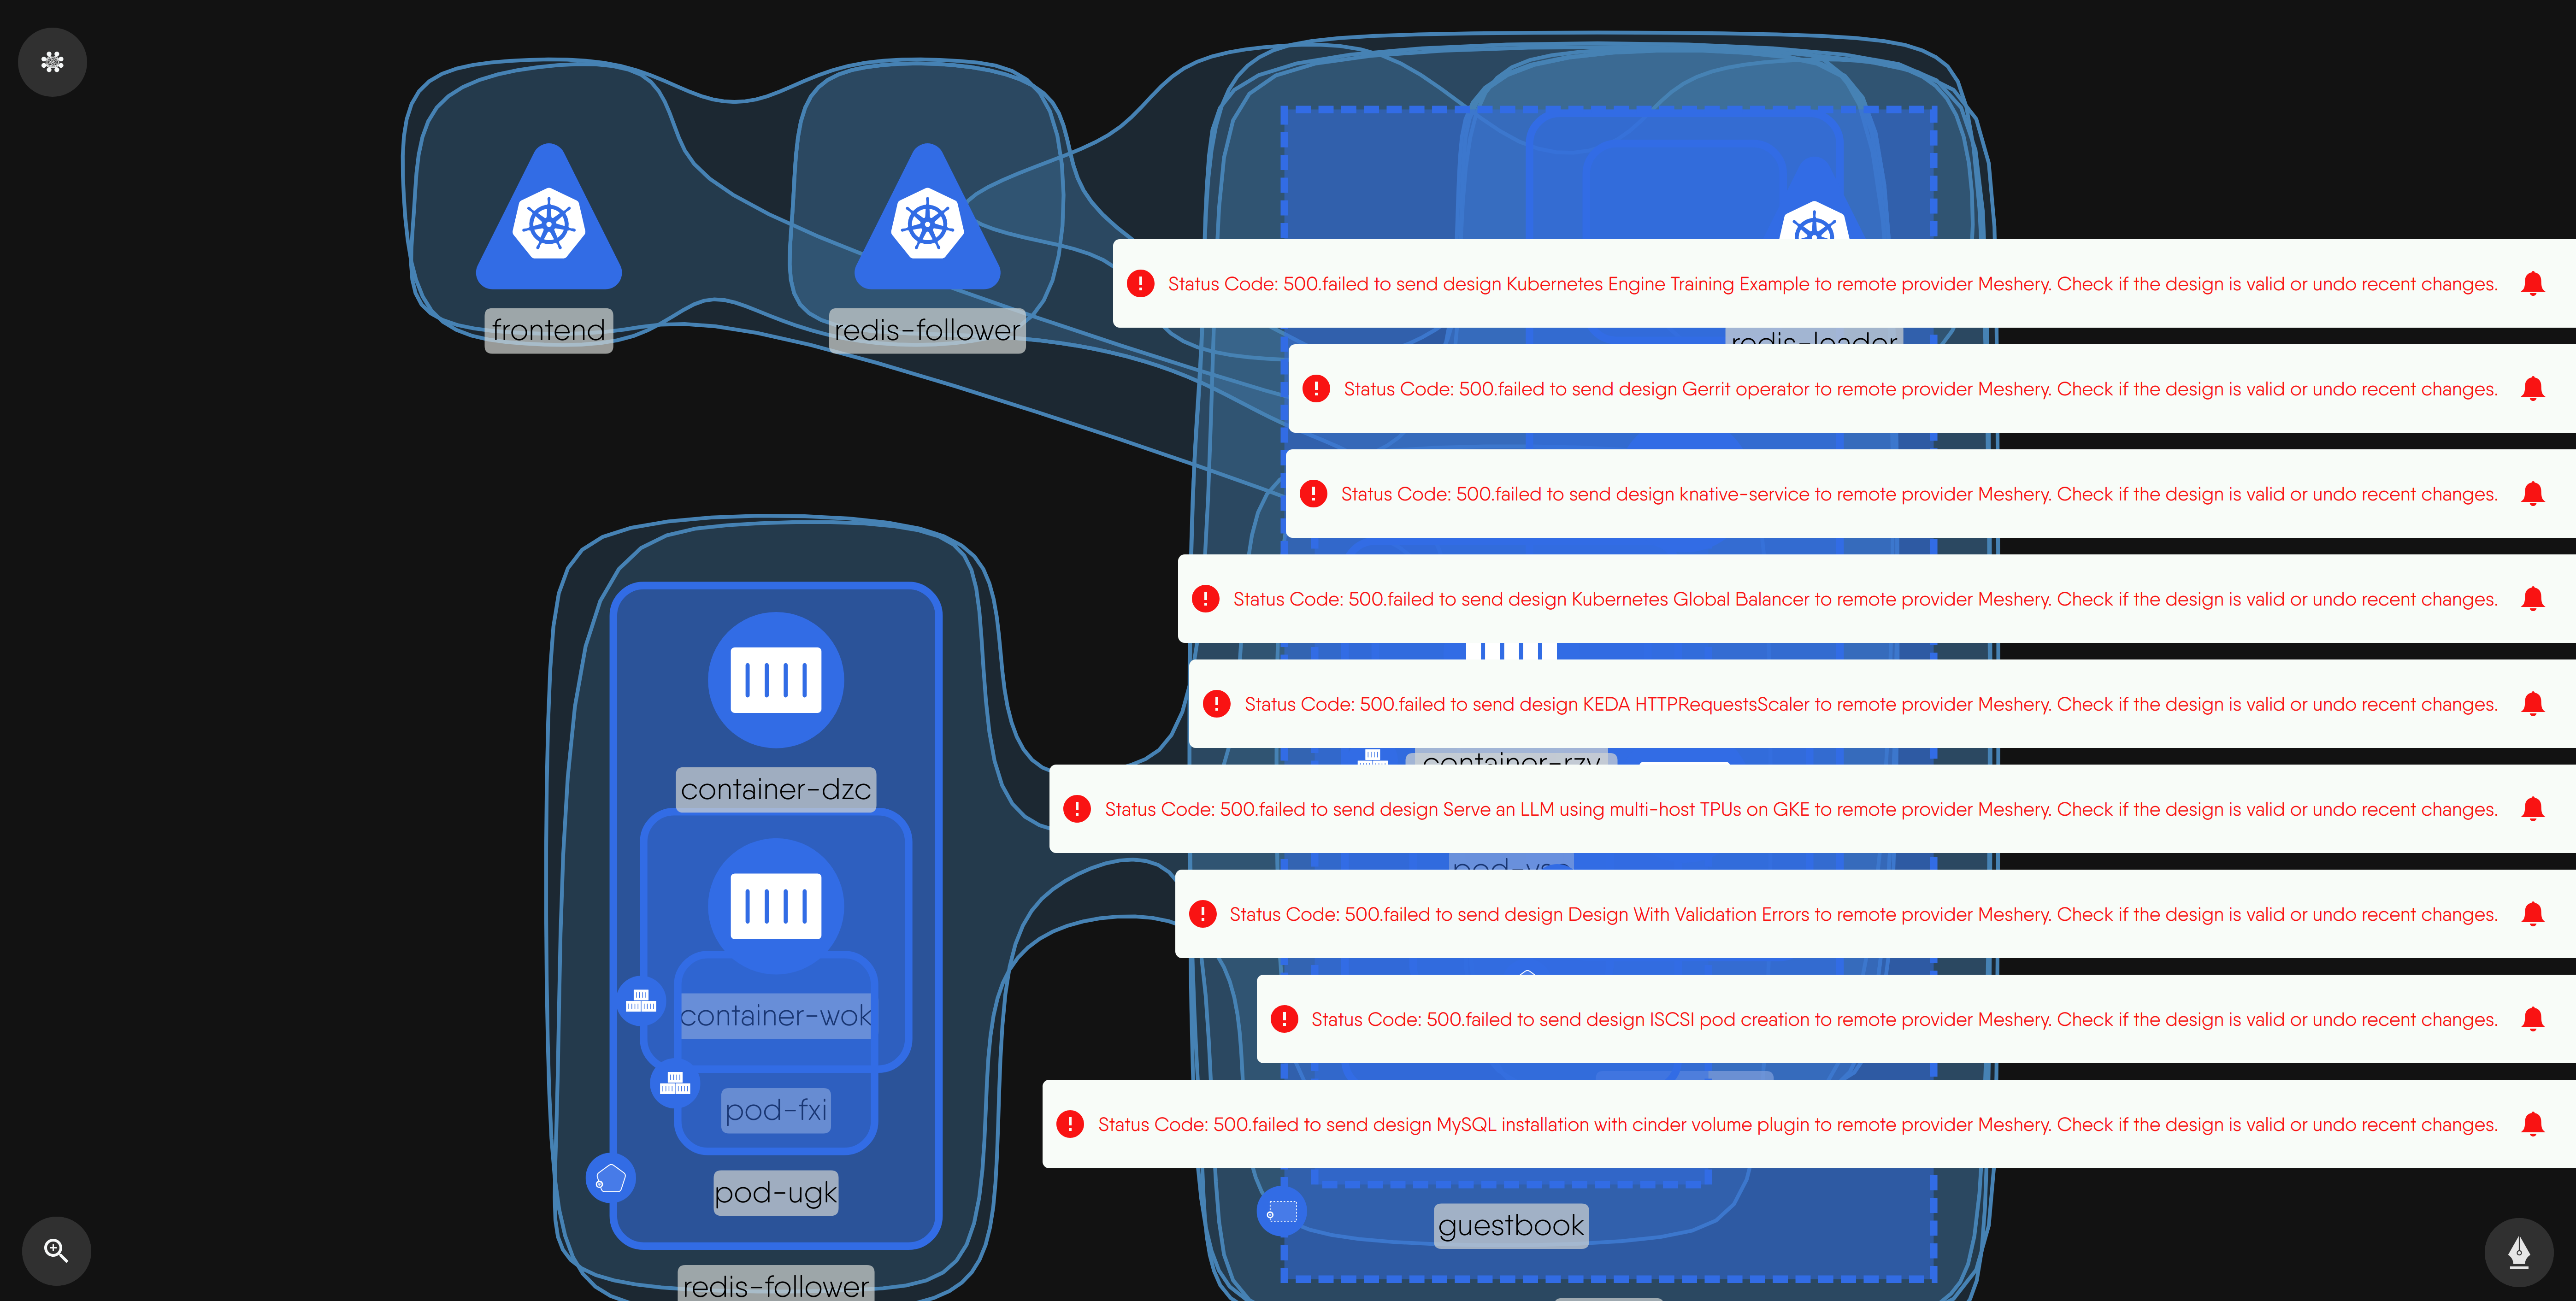 frontend
redis-follower
Status Code: 500.failed to send design Kubernetes Engine Training Example to remote provider Meshery. Check if the design is valid or undo recent changes.
redis-leader
Status Code: 500.failed to send design Gerrit operator to remote provider Meshery. Check if the design is valid or undo recent changes.
Status Code: 500.failed to send design knative-service to remote provider Meshery. Check if the design is valid or undo recent changes.
Status Code: 500.failed to send design Kubernetes Global Balancer to remote provider Meshery. Check if the design is valid or undo recent changes.
Status Code: 500.failed to send design KEDA HTTPRequestsScaler to remote provider Meshery. Check if the design is valid or undo recent changes.
container-dzc
Status Code: 500.failed to send design Serve an LLM using multi-host TPUs on GKE to remote provider Meshery. Check if the design is valid or undo recent changes.
Status Code: 500.failed to send design Design With Validation Errors to remote provider Meshery. Check if the design is valid or undo recent changes.
container-wok
Status Code: 500.failed to send design ISCSI pod creation to remote provider Meshery. Check if the design is valid or undo recent changes.
pod-fxi
Status Code: 500.failed to send design MySQL installation with cinder volume plugin to remote provider Meshery. Check if the design is valid or undo recent changes.
pod-ugk
guestbook
redis-follower